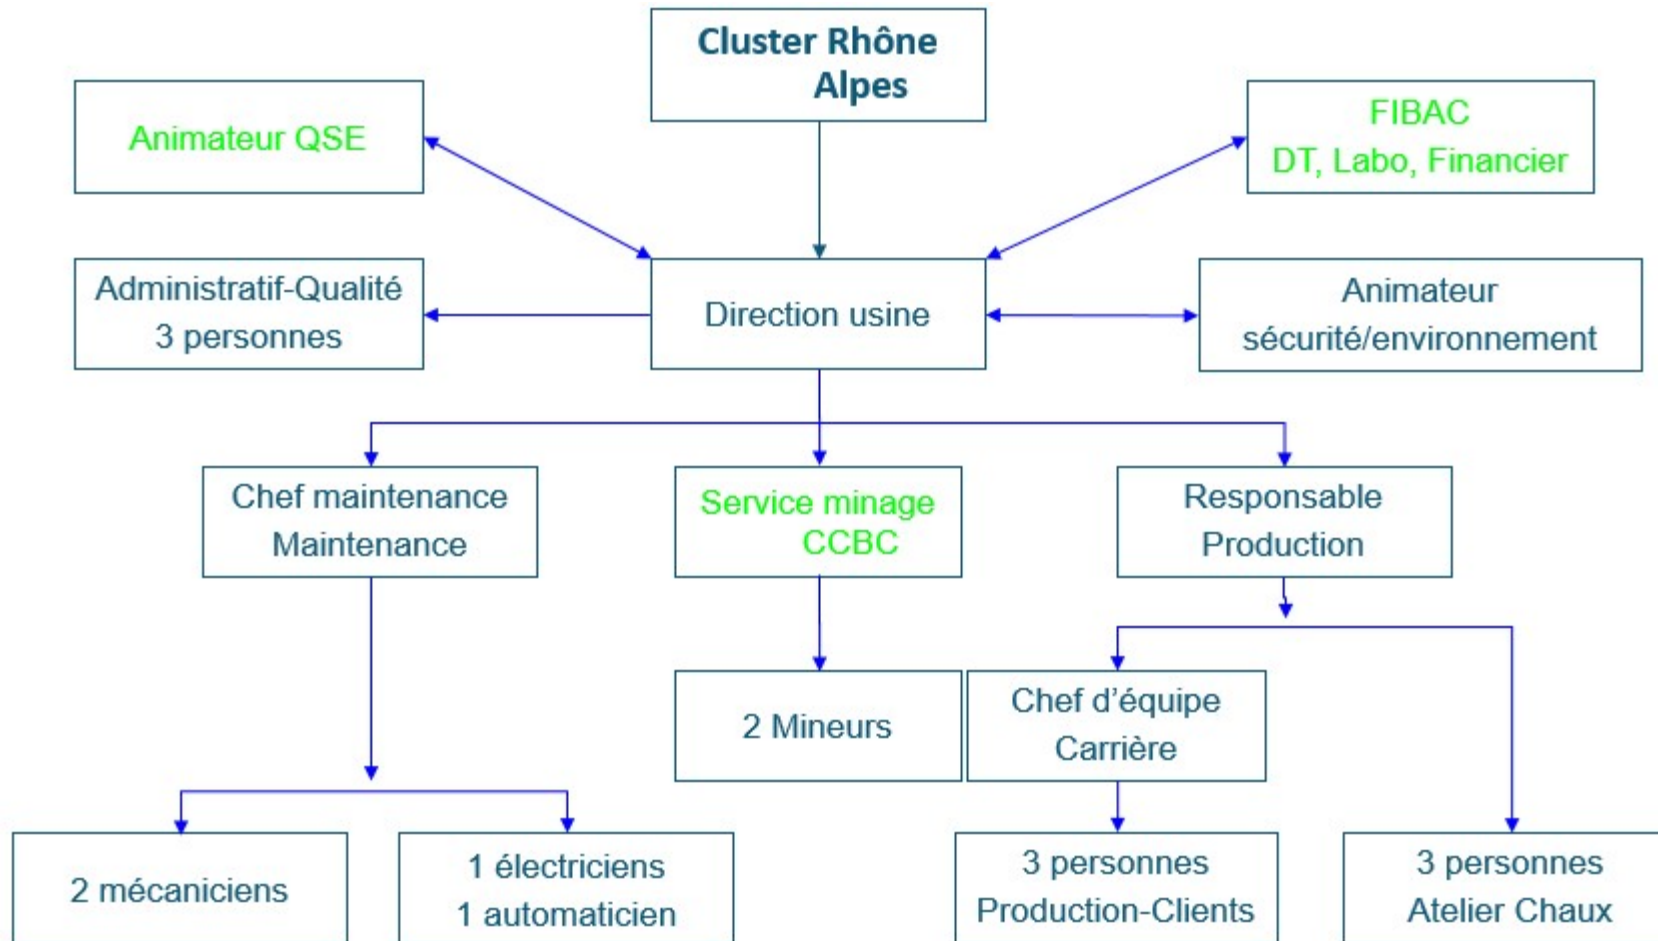 Cluster Rhône
Alpes
Animateur QSE
FIBAC
DT, Labo, Financier
Administratif-Qualité
3 personnes
Direction usine
Animateur
sécurité/environnement
Chef maintenance
Maintenance
Service minage
CCBC
Responsable
Production
2 Mineurs
Chef d’équipe
Carrière
2 mécaniciens
1 électriciens
1 automaticien
3 personnes
Production-Clients
3 personnes
Atelier Chaux